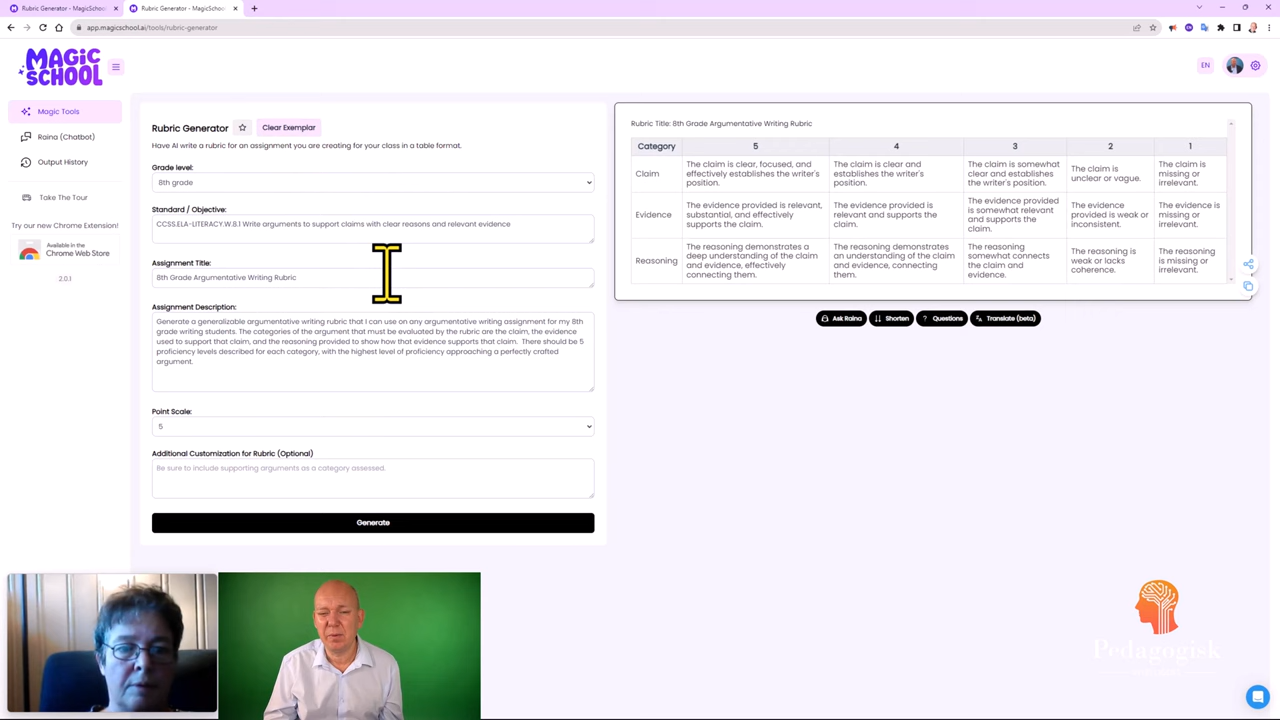 Rubric Generator - MagicSchool
Rubric Generator - MagicSchool
app.magicschool.ai/tools/rubric-generator
MAGIC
SCHOOL
EN
Magic Tools
Raina (Chatbot)
Output History
Take The Tour
Try our new Chrome Extension!
Available in the
Chrome Web Store
2.0.1
Rubric Generator
Clear Exemplar
Have AI write a rubric for an assignment you are creating for your class in a table format.
Grade level:
8th grade
Standard / Objective:
CCSS.ELA-LITERACY.W.8.1 Write arguments to support claims with clear reasons and relevant evidence
Assignment Title:
8th Grade Argumentative Writing Rubric
Assignment Description:
Generate a generalizable argumentative writing rubric that I can use on any argumentative writing assignment for my 8th
grade writing students. The categories of the argument that must be evaluated by the rubric are the claim, the evidence
used to support that claim, and the reasoning provided to show how that evidence supports that claim. There should be 5
proficiency levels described for each category, with the highest level of proficiency approaching a perfectly crafted
argument.
Point Scale:
5
Additional Customization for Rubric (Optional)
Be sure to include supporting arguments as a category assessed.
Generate
Rubric Title: 8th Grade Argumentative Writing Rubric
Category 5 4 3 2 1
Claim
The claim is clear, focused, and
effectively establishes the writer's
position.
The claim is clear and
establishes the writer's
position.
The claim is somewhat
clear and establishes
the writer's position.
The claim is
unclear or vague.
The claim is
missing or
irrelevant.
Evidence
The evidence provided is relevant,
substantial, and effectively
supports the claim.
The evidence provided is
relevant and supports the
claim.
The evidence provided
is somewhat relevant
and supports the
claim.
The evidence
provided is weak or
inconsistent.
The evidence is
missing or
irrelevant.
Reasoning
The reasoning demonstrates a
deep understanding of the claim
and evidence, effectively
connecting them.
The reasoning demonstrates
an understanding of the claim
and evidence, connecting
them.
The reasoning
somewhat connects
the claim and
evidence.
The reasoning is
weak or lacks
coherence.
The reasoning
is missing or
irrelevant.
Ask Raina
Shorten
Questions
Translate (beta)
Pedagogisk